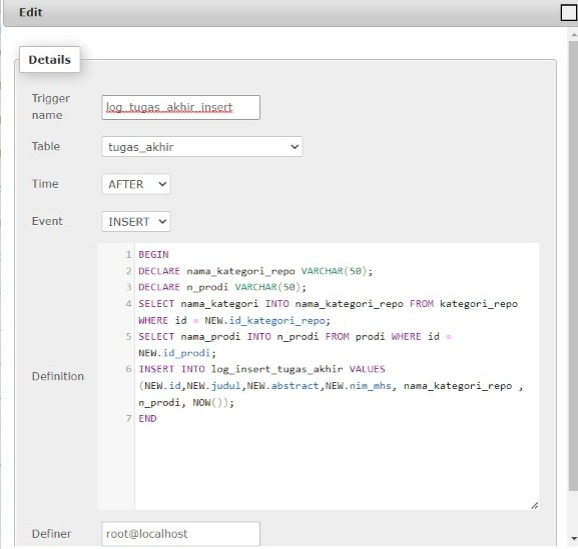 Edit
Details
Trigger
name
log_tugas_akhir_insert
Table
tugas_akhir
Time
AFTER
Event
INSERT
Definition
1 BEGIN
2 DECLARE nama_kategori_repo VARCHAR(50);
3 DECLARE n_prodi VARCHAR(50);
4 SELECT nama_kategori INTO nama_kategori_repo FROM kategori_repo
WHERE id = NEW.id_kategori_repo;
5 SELECT nama_prodi INTO n_prodi FROM prodi WHERE id =
NEW.id_prodi;
6 INSERT INTO log_insert_tugas_akhir VALUES
(NEW.id,NEW.judul,NEW.abstract,NEW.nim_mhs, nama_kategori_repo ,
n_prodi, NOW());
7 END
Definer
root@localhost